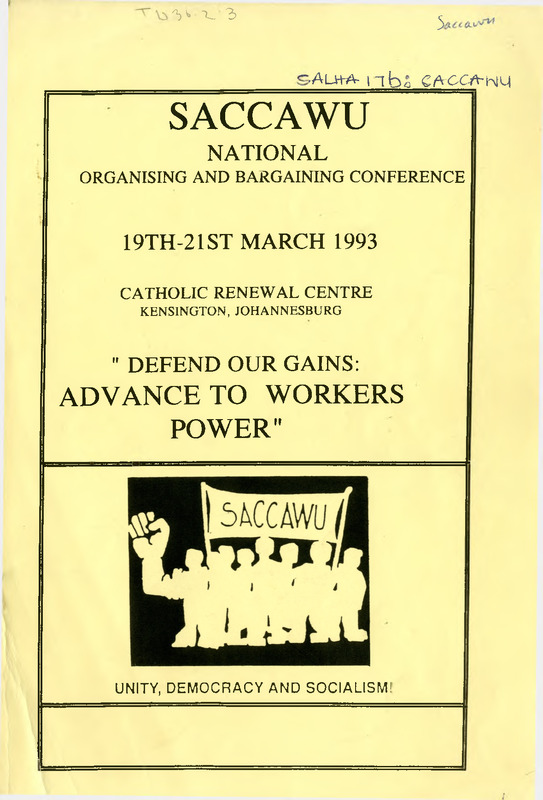 TU36.2.3
Saccawu
SALHA 17b: SACCAWU
SACCAWU
NATIONAL
ORGANISING AND BARGAINING CONFERENCE
19TH-21ST MARCH 1993
CATHOLIC RENEWAL CENTRE
KENSINGTON, JOHANNESBURG
" DEFEND OUR GAINS:
ADVANCE TO WORKERS
POWER"
SACCAWU
UNITY, DEMOCRACY AND SOCIALISM!